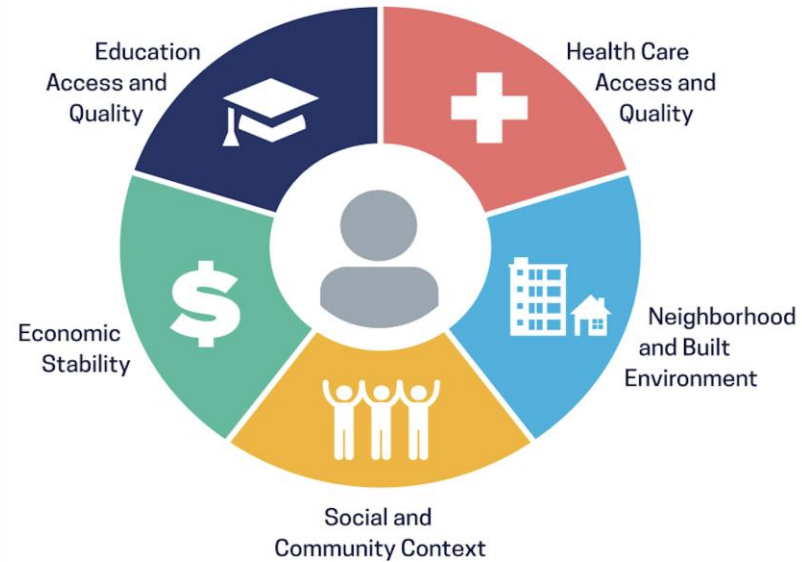 Education
Access and
Quality
Health Care
Access and
Quality
$
Economic
Stability
Neighborhood
and Built
Environment
Social and
Community Context